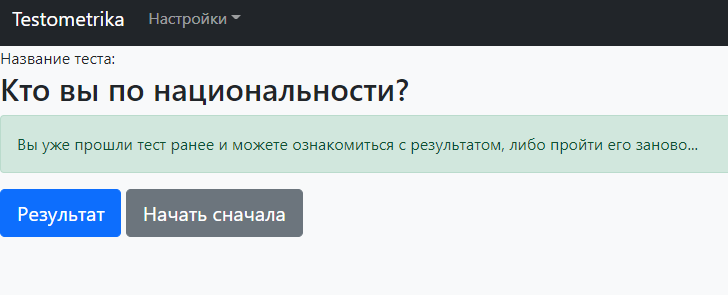 Testometrika Настройки
Название теста:
Кто вы по национальности?
Вы уже прошли тест ранее и можете ознакомиться с результатом, либо пройти его заново...
Результат Начать сначала